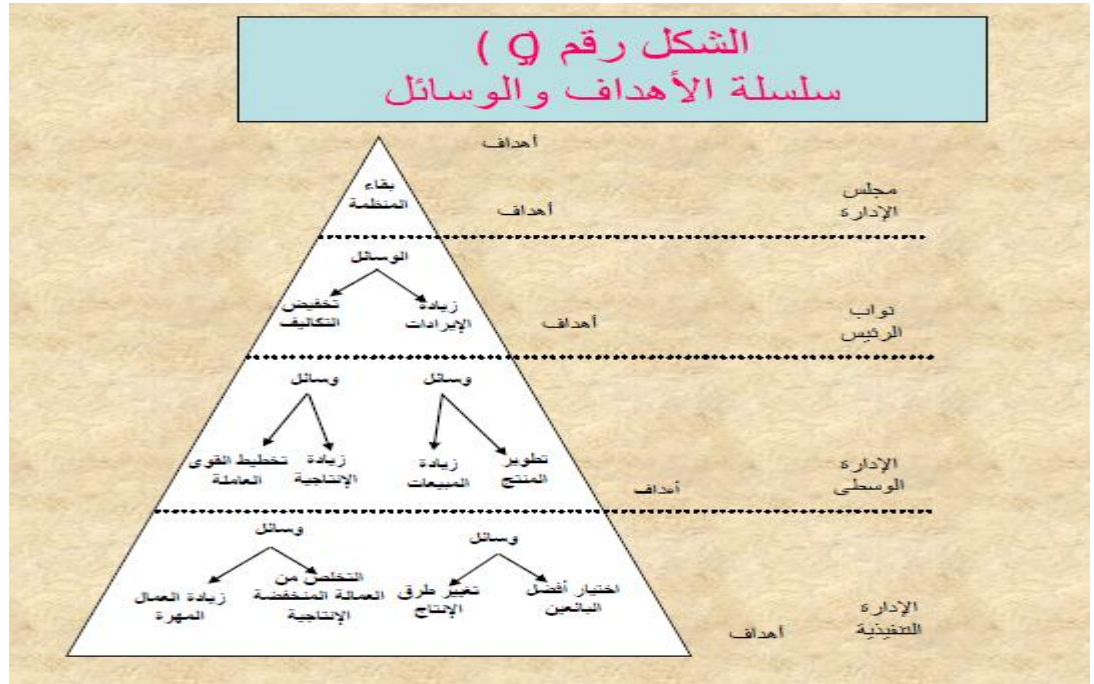 الشكل رقم (g )
سلسلة الأهداف والوسائل
أهداف
بقاء
المنظمة
أهداف
مجلس
الإدارة
الوسائل
زيادة
الإيرادات
تخفيض
التكاليف
أهداف
نواب
الرئيس
وسائل
وسائل
تطوير
المنتج
زيادة
المبيعات
زيادة
الإنتاجية
تخطيط القوى
العاملة
أهداف
الإدارة
الوسطى
وسائل
وسائل
اختيار أفضل
البائعين
تغيير طرق
الإنتاج
التخلص من
العمالة المنخفضة
الإنتاجية
زيادة العمال
المهرة
أهداف
الإدارة
التنفيذية